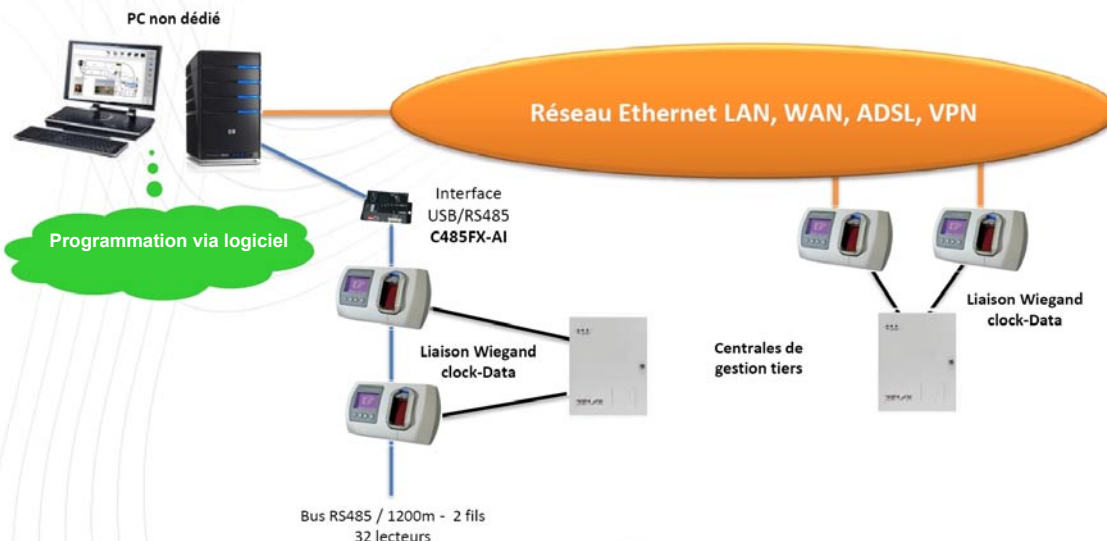 PC non dédié
Réseau Ethernet LAN, WAN, ADSL, VPN
Interface
USB/RS485
C485FX-AI
Programmation via logiciel
Liaison Wiegand
clock-Data
Centrales de
gestion tiers
Liaison Wiegand
clock-Data
Bus RS485 / 1200m - 2 fils
32 lecteurs